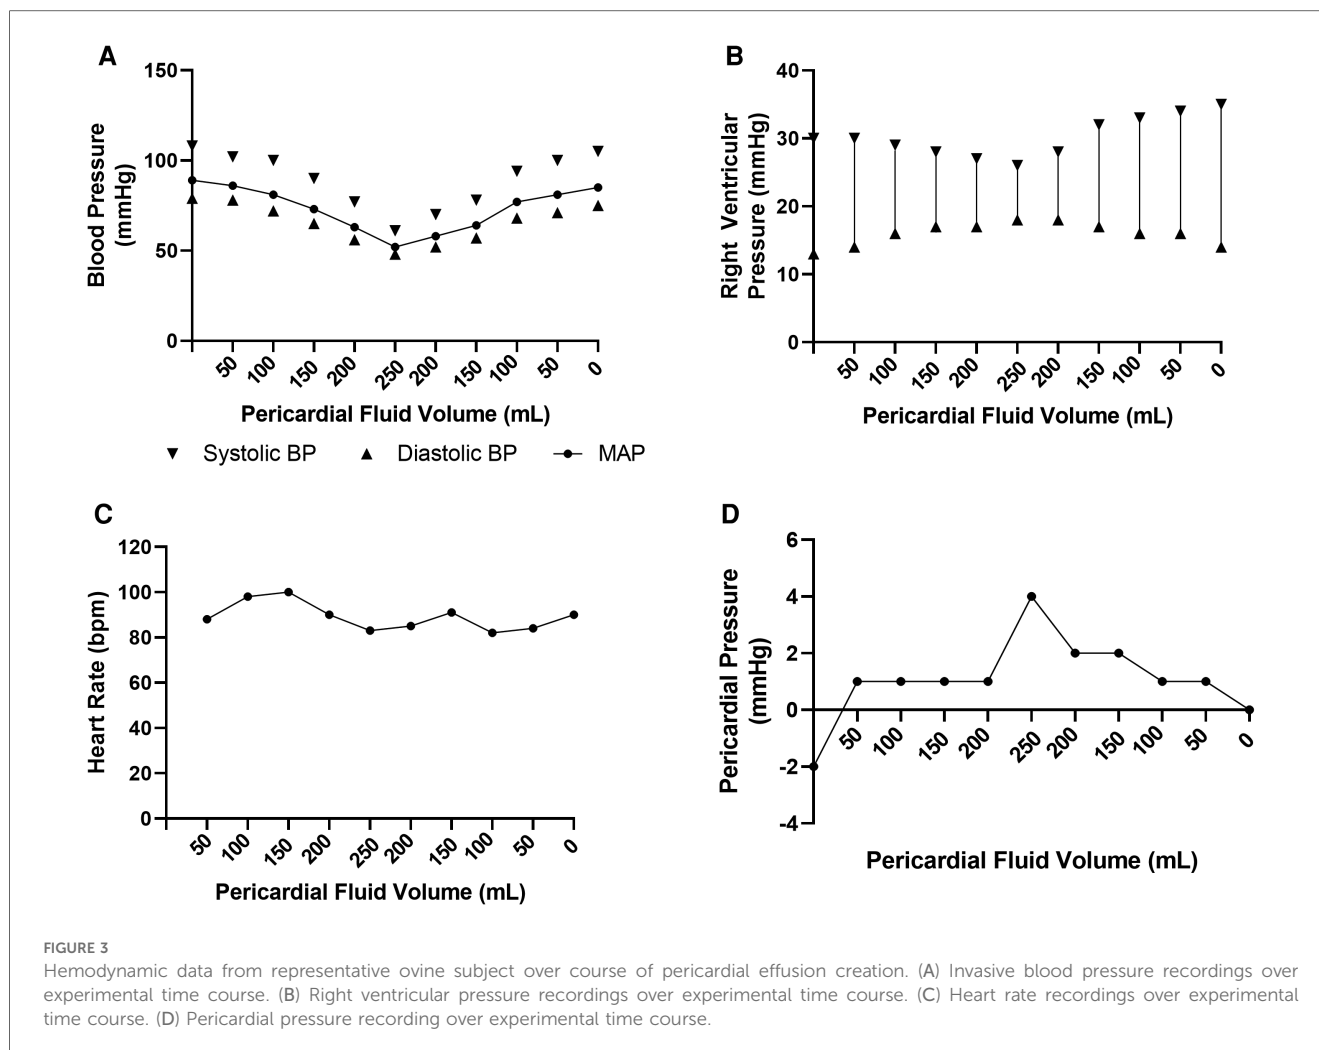 A
150
100
50
0
Blood Pressure
(mmHg)
50
100
150
200
250
200
150
100
50
0
Pericardial Fluid Volume (mL)
Systolic BP
Diastolic BP
MAP
B
40
30
20
10
0
Right Ventricular
Pressure (mmHg)
50
100
150
200
250
200
150
100
50
0
Pericardial Fluid Volume (mL)
C
120
100
80
60
40
20
0
Heart Rate (bpm)
50
100
150
200
250
200
150
100
50
0
Pericardial Fluid Volume (mL)
D
6
4
2
0
-2
-4
Pericardial Pressure
(mmHg)
50
100
150
200
250
200
150
100
50
0
Pericardial Fluid Volume (mL)
FIGURE 3
Hemodynamic data from representative ovine subject over course of pericardial effusion creation. (A) Invasive blood pressure recordings over
experimental time course. (B) Right ventricular pressure recordings over experimental time course. (C) Heart rate recordings over experimental
time course. (D) Pericardial pressure recording over experimental time course.